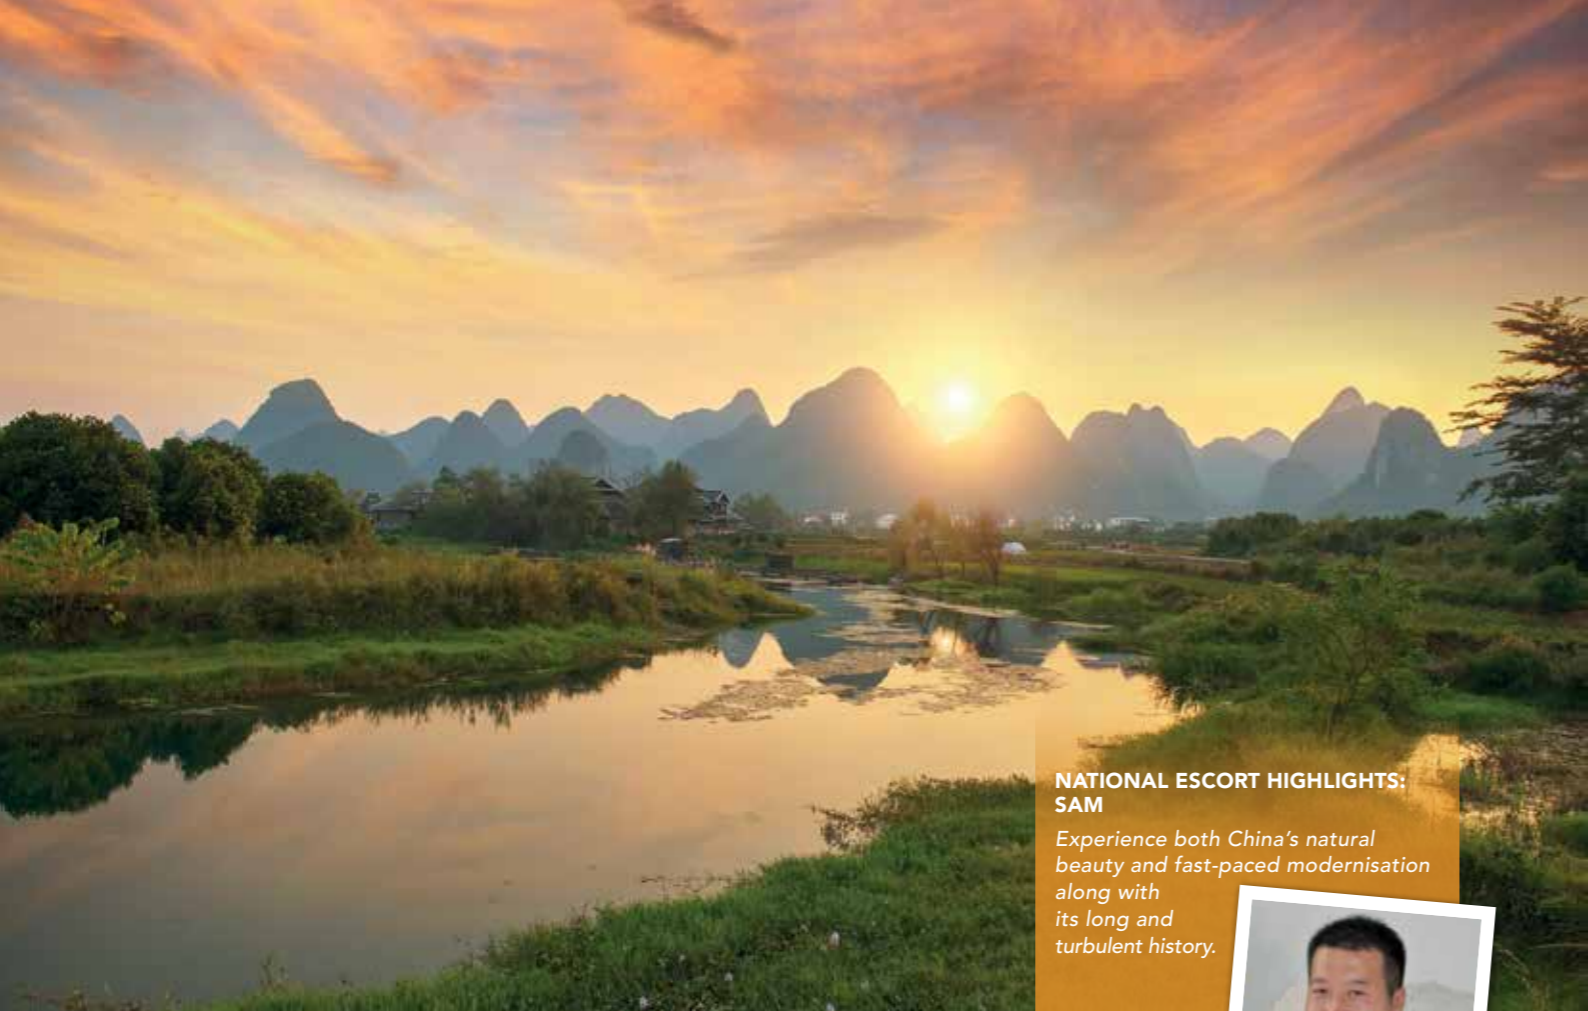 NATIONAL ESCORT HIGHLIGHTS:
SAM
Experience both China's natural
beauty and fast-paced modernisation
along with
its long and
turbulent history.